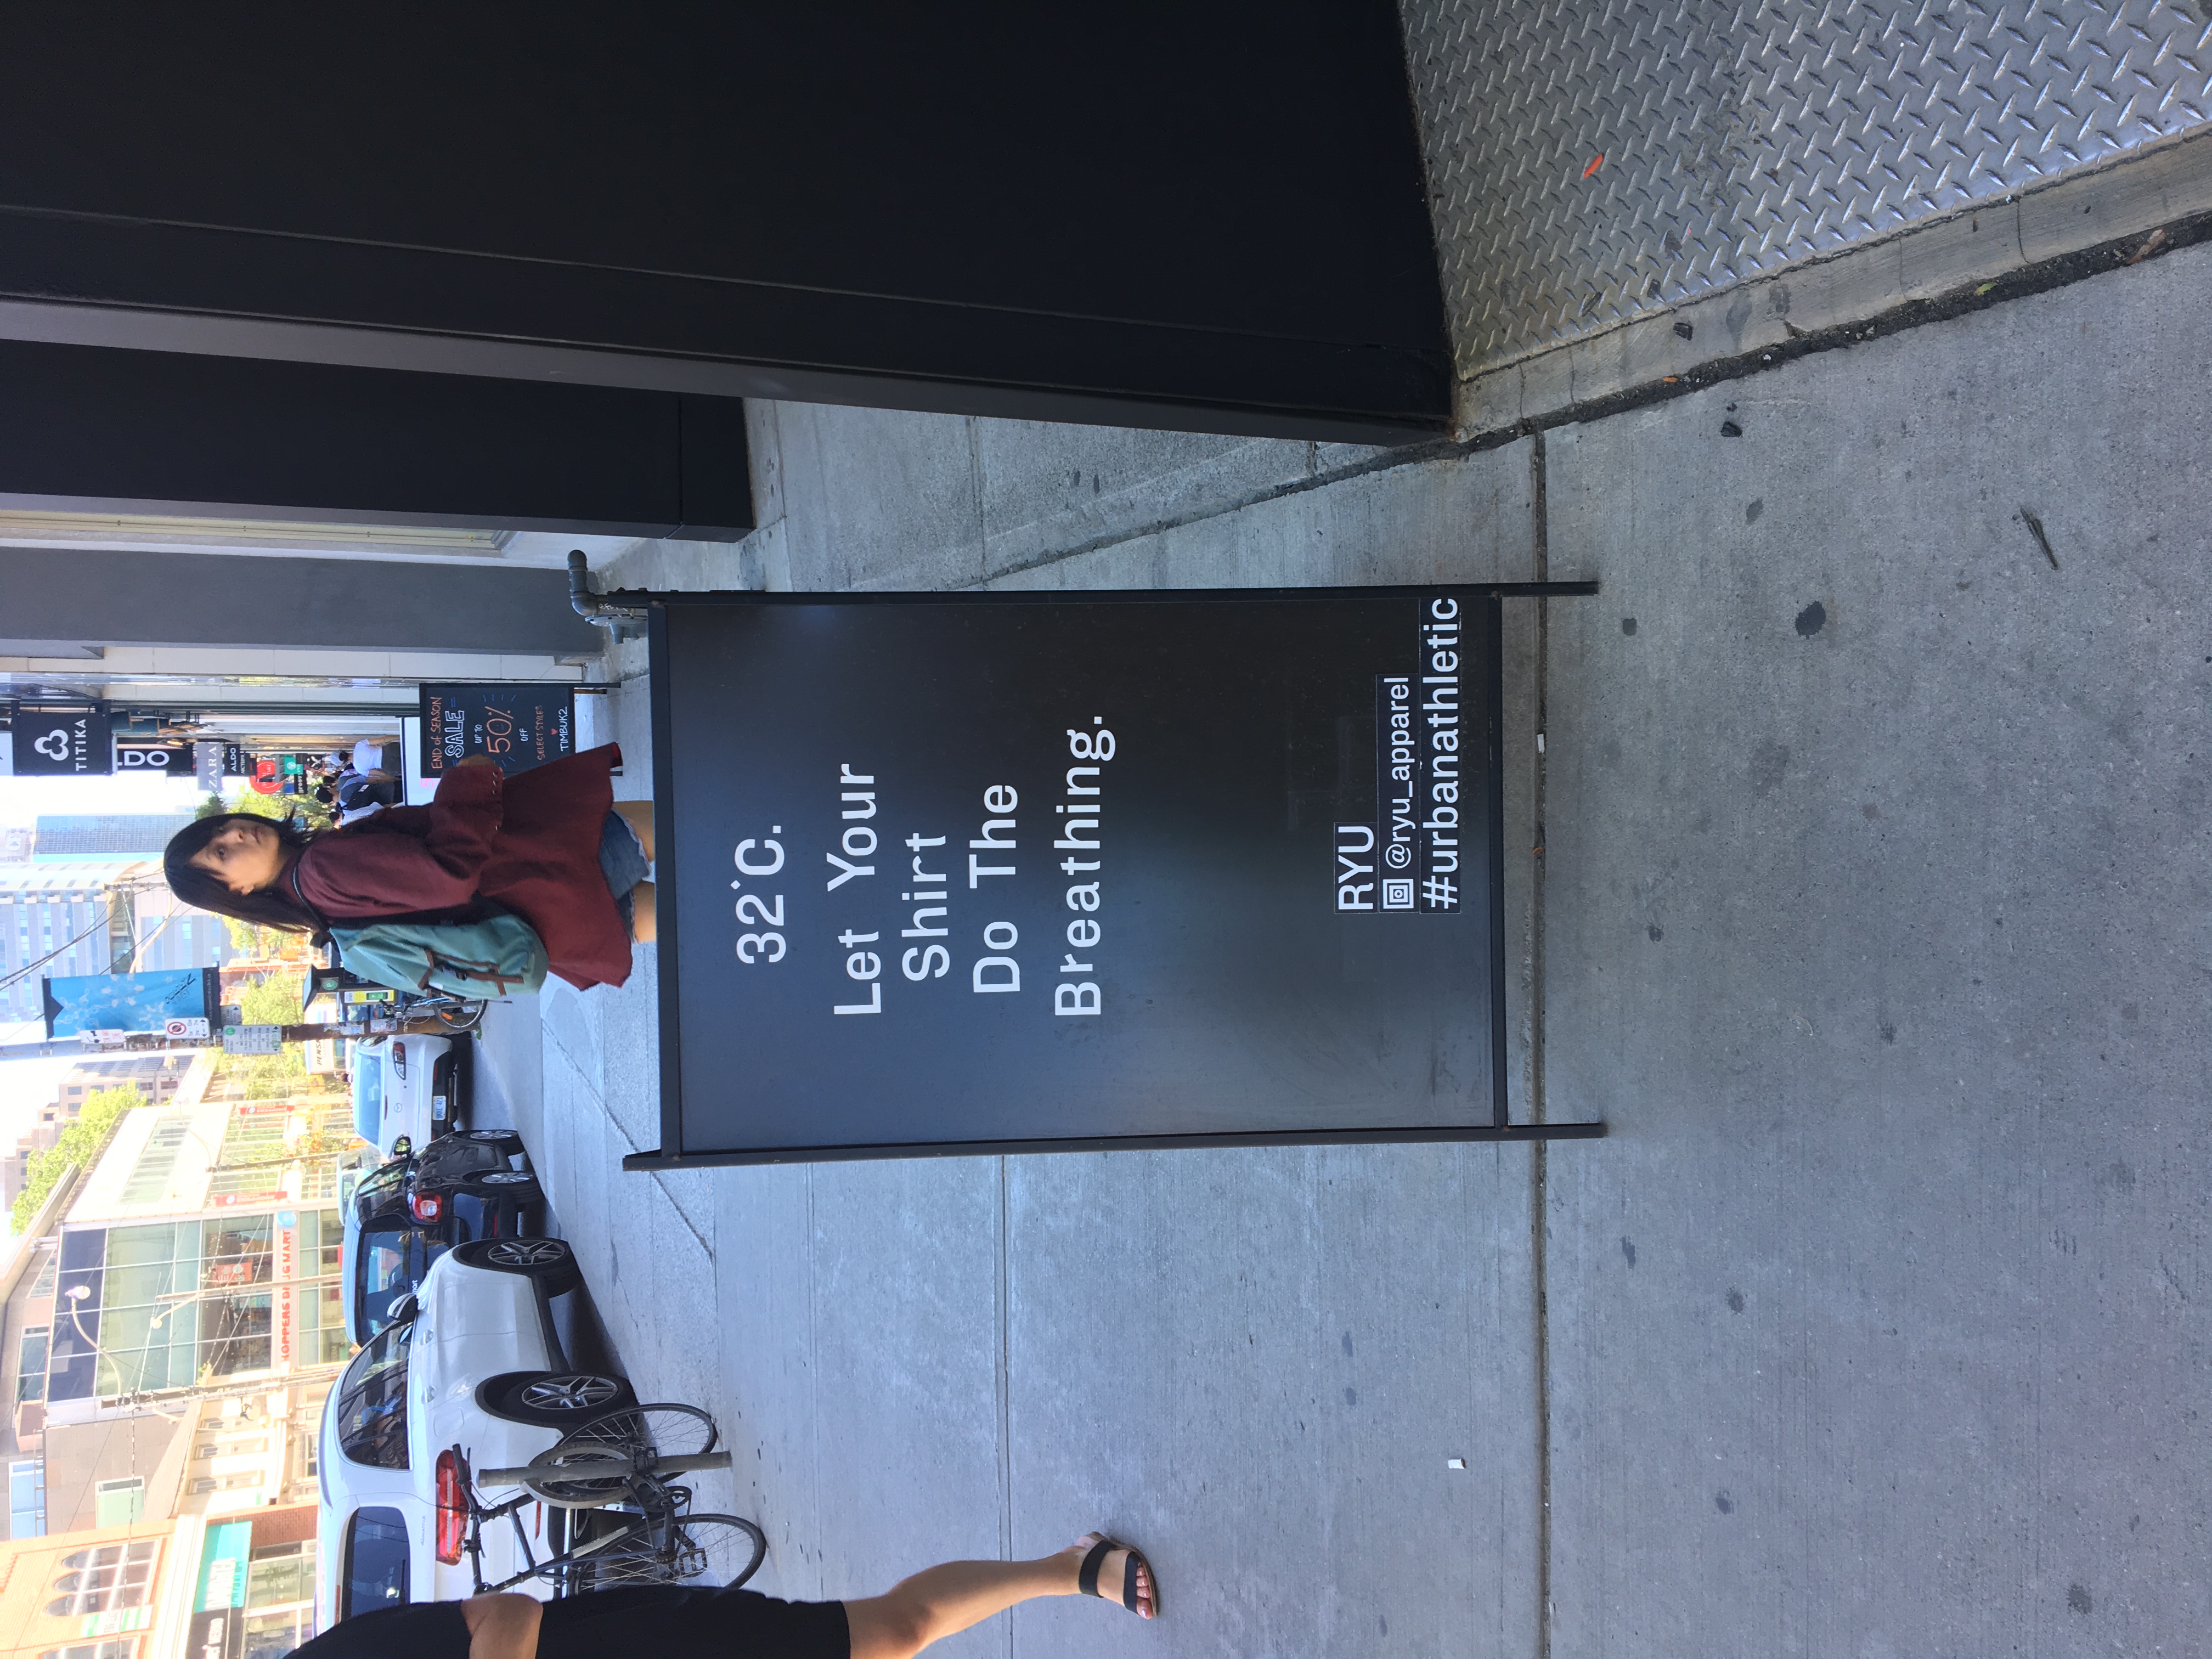 TITIKA
ZARA
ALDO
HOPPERS DRUG MART
END OF SEASON
SALE
UP TO
50%
OFF
SELECT STYLES
TIMBUK2
32°C.
Let Your
Shirt
Do The
Breathing.
RYU
@ryu_apparel
#urbanathletic